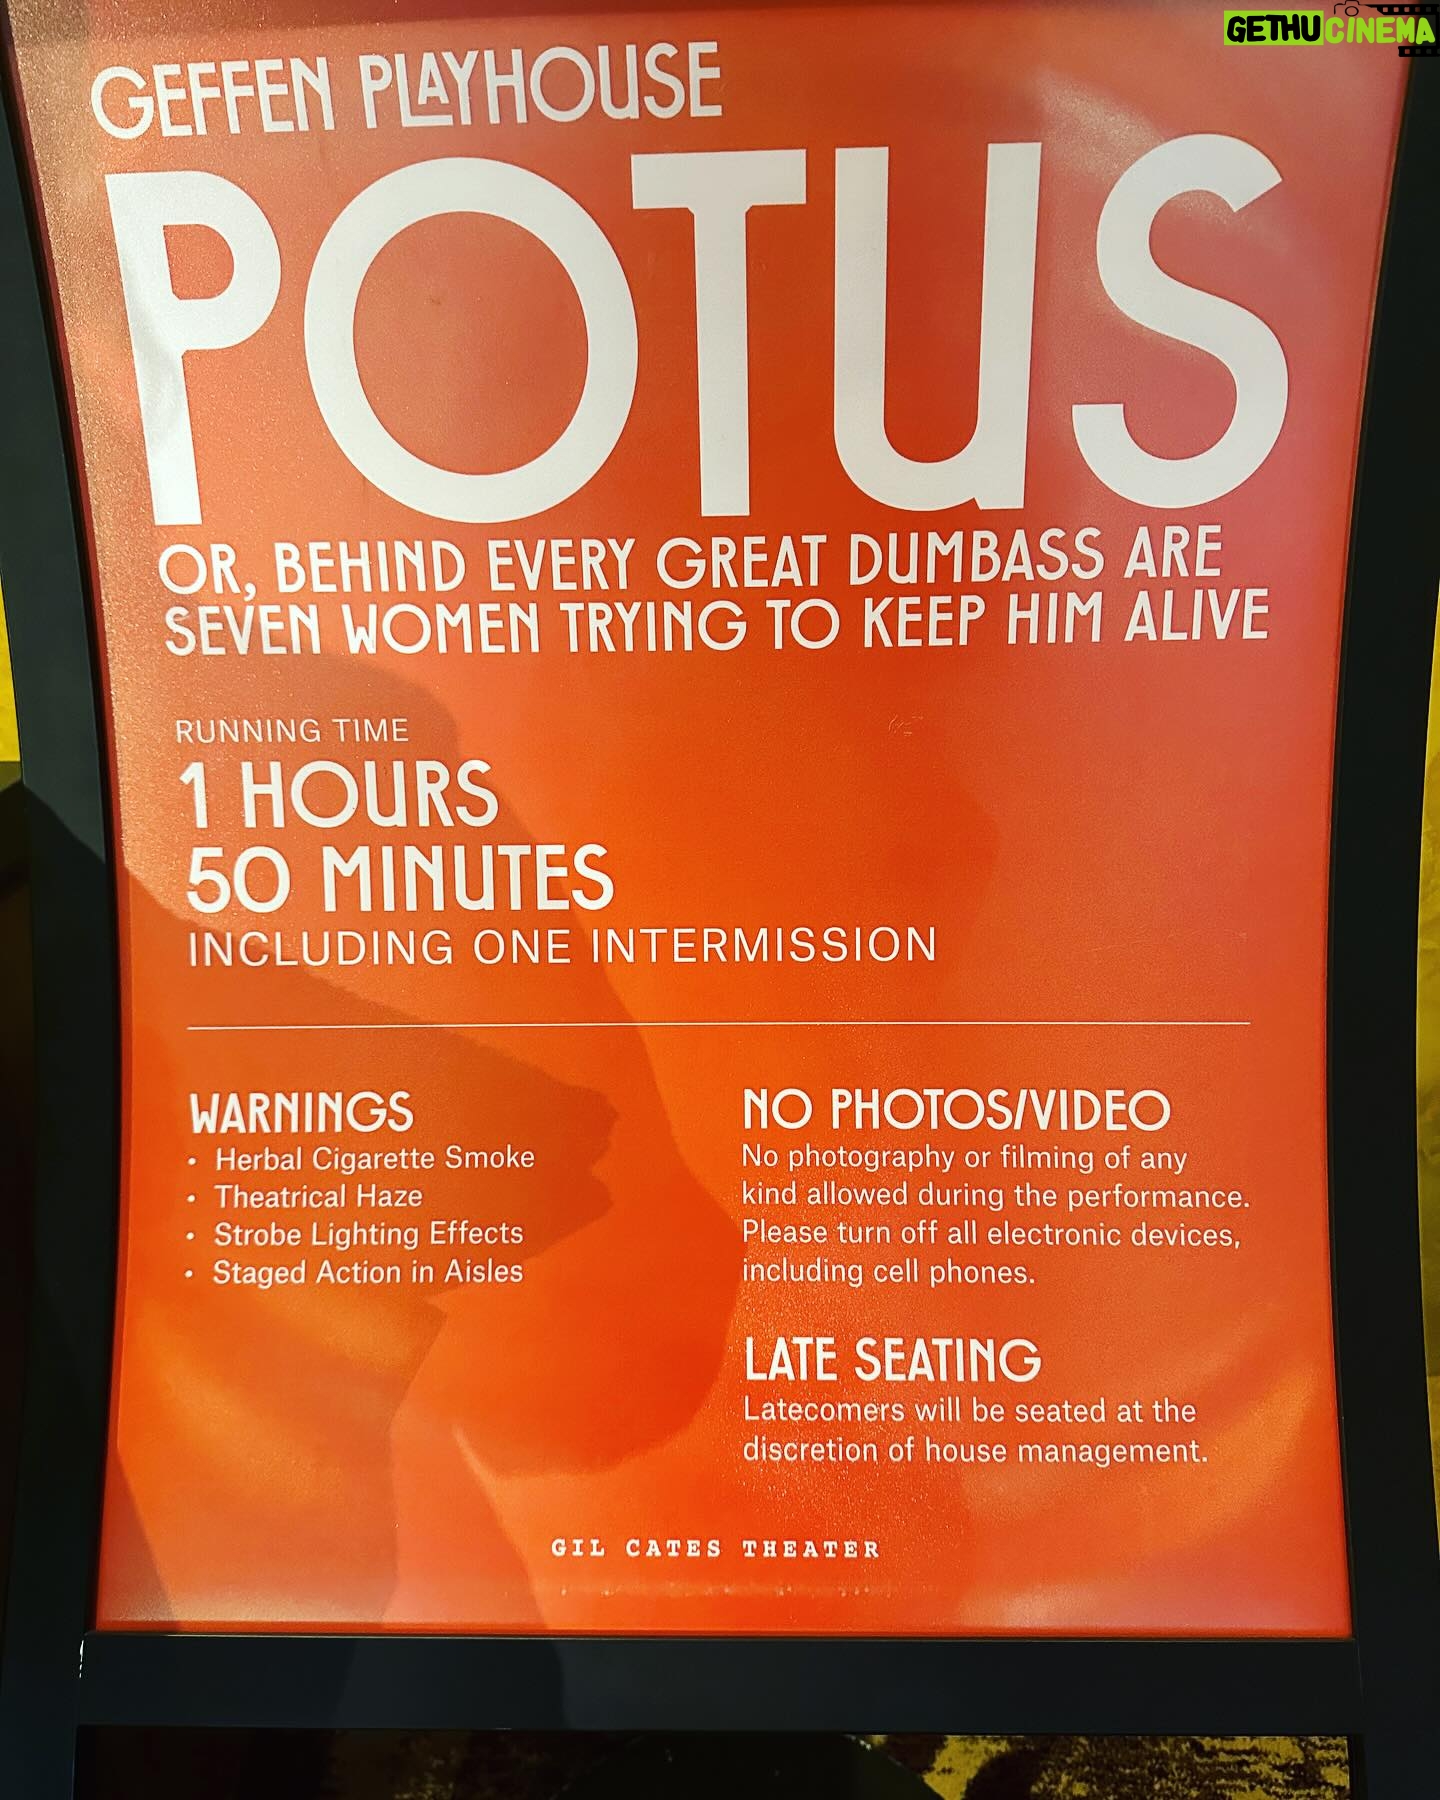 GETHUCINEMA
GEFFEN PLAYHOUSE
POTUS
OR, BEHIND EVERY GREAT DUMBASS ARE
SEVEN WOMEN TRYING TO KEEP HIM ALIVE
RUNNING TIME
1 HOURS
50 MINUTES
INCLUDING ONE INTERMISSION
WARNINGS
• Herbal Cigarette Smoke
• Theatrical Haze
• Strobe Lighting Effects
• Staged Action in Aisles
NO PHOTOS/VIDEO
No photography or filming of any
kind allowed during the performance.
Please turn off all electronic devices,
including cell phones.
LATE SEATING
Latecomers will be seated at the
discretion of house management.
GIL CATES THEATER